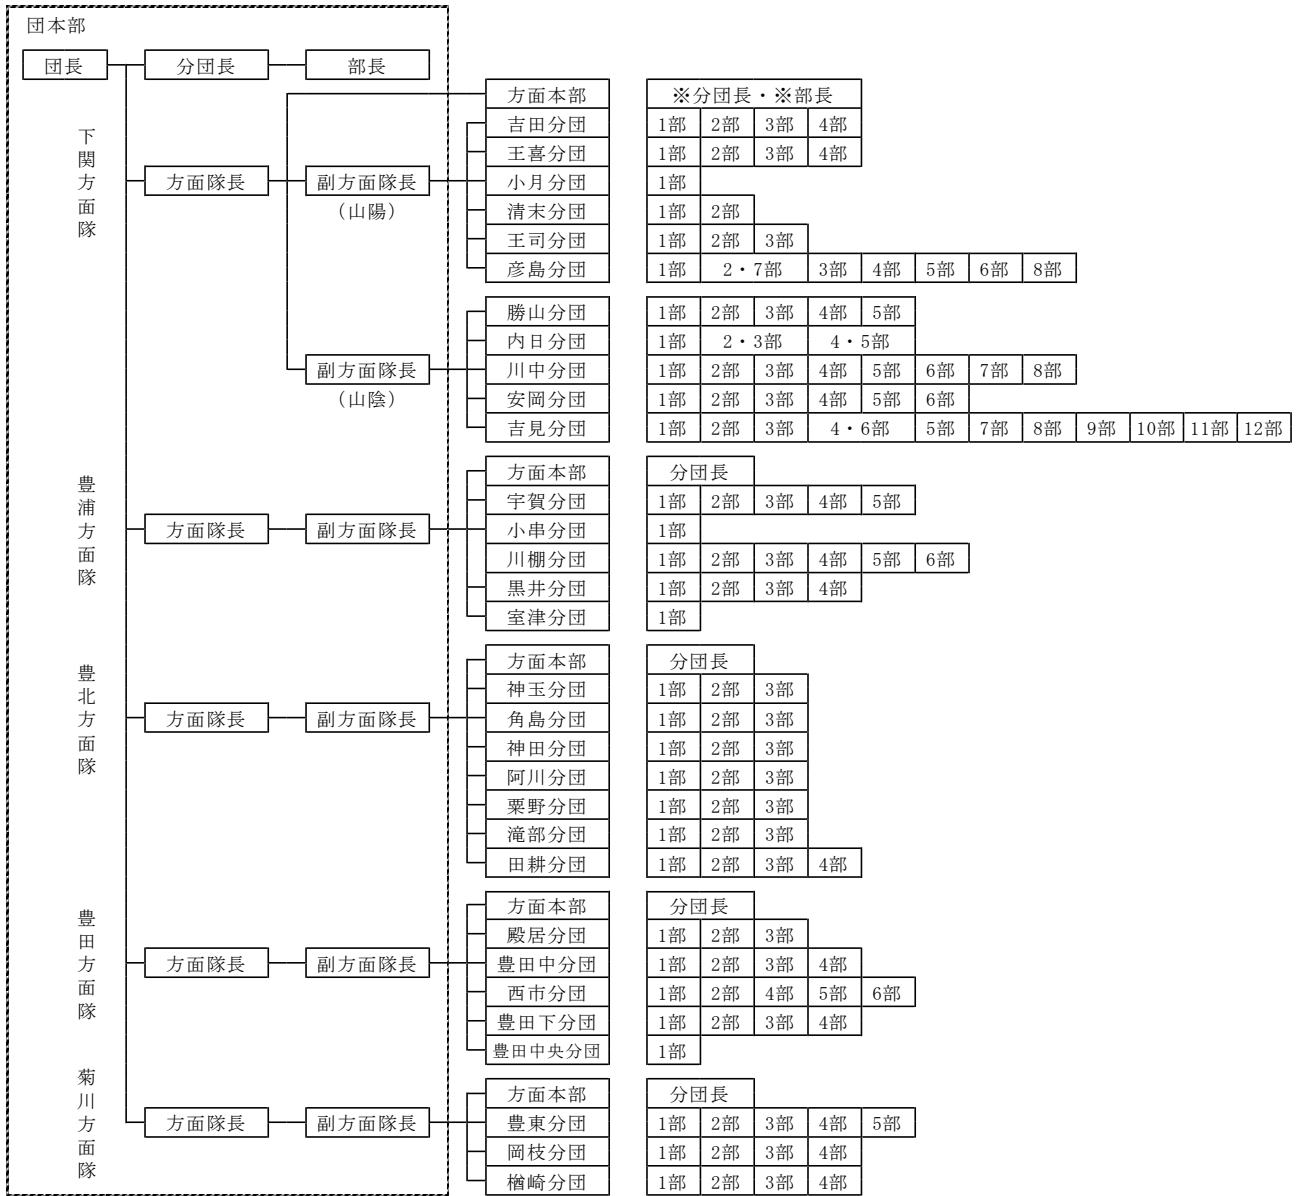 団本部
団長 分団長 部長
下関方面隊
方面隊長 副方面隊長
(山陽)
方面本部 ※分団長・※部長
吉田分団 1部 2部 3部 4部
王喜分団 1部 2部 3部 4部
小月分団 1部
清末分団 1部 2部
王司分団 1部 2部 3部
彦島分団 1部 2・7部 3部 4部 5部 6部 8部
副方面隊長
(山陰)
勝山分団 1部 2部 3部 4部 5部
内日分団 1部 2・3部 4・5部
川中分団 1部 2部 3部 4部 5部 6部 7部 8部
安岡分団 1部 2部 3部 4部 5部 6部
吉見分団 1部 2部 3部 4・6部 5部 7部 8部 9部 10部 11部 12部
豊浦方面隊
方面隊長 副方面隊長
方面本部 分団長
宇賀分団 1部 2部 3部 4部 5部
小串分団 1部
川棚分団 1部 2部 3部 4部 5部 6部
黒井分団 1部 2部 3部 4部
室津分団 1部
豊北方面隊
方面隊長 副方面隊長
方面本部 分団長
神玉分団 1部 2部 3部
角島分団 1部 2部 3部
神田分団 1部 2部 3部
阿川分団 1部 2部 3部
粟野分団 1部 2部 3部
滝部分団 1部 2部 3部
田耕分団 1部 2部 3部 4部
豊田方面隊
方面隊長 副方面隊長
方面本部 分団長
殿居分団 1部 2部 3部
豊田中分団 1部 2部 3部 4部
西市分団 1部 2部 4部 5部 6部
豊田下分団 1部 2部 3部 4部
豊田中央分団 1部
菊川方面隊
方面隊長 副方面隊長
方面本部 分団長
豊東分団 1部 2部 3部 4部 5部
岡枝分団 1部 2部 3部 4部
楢崎分団 1部 2部 3部 4部